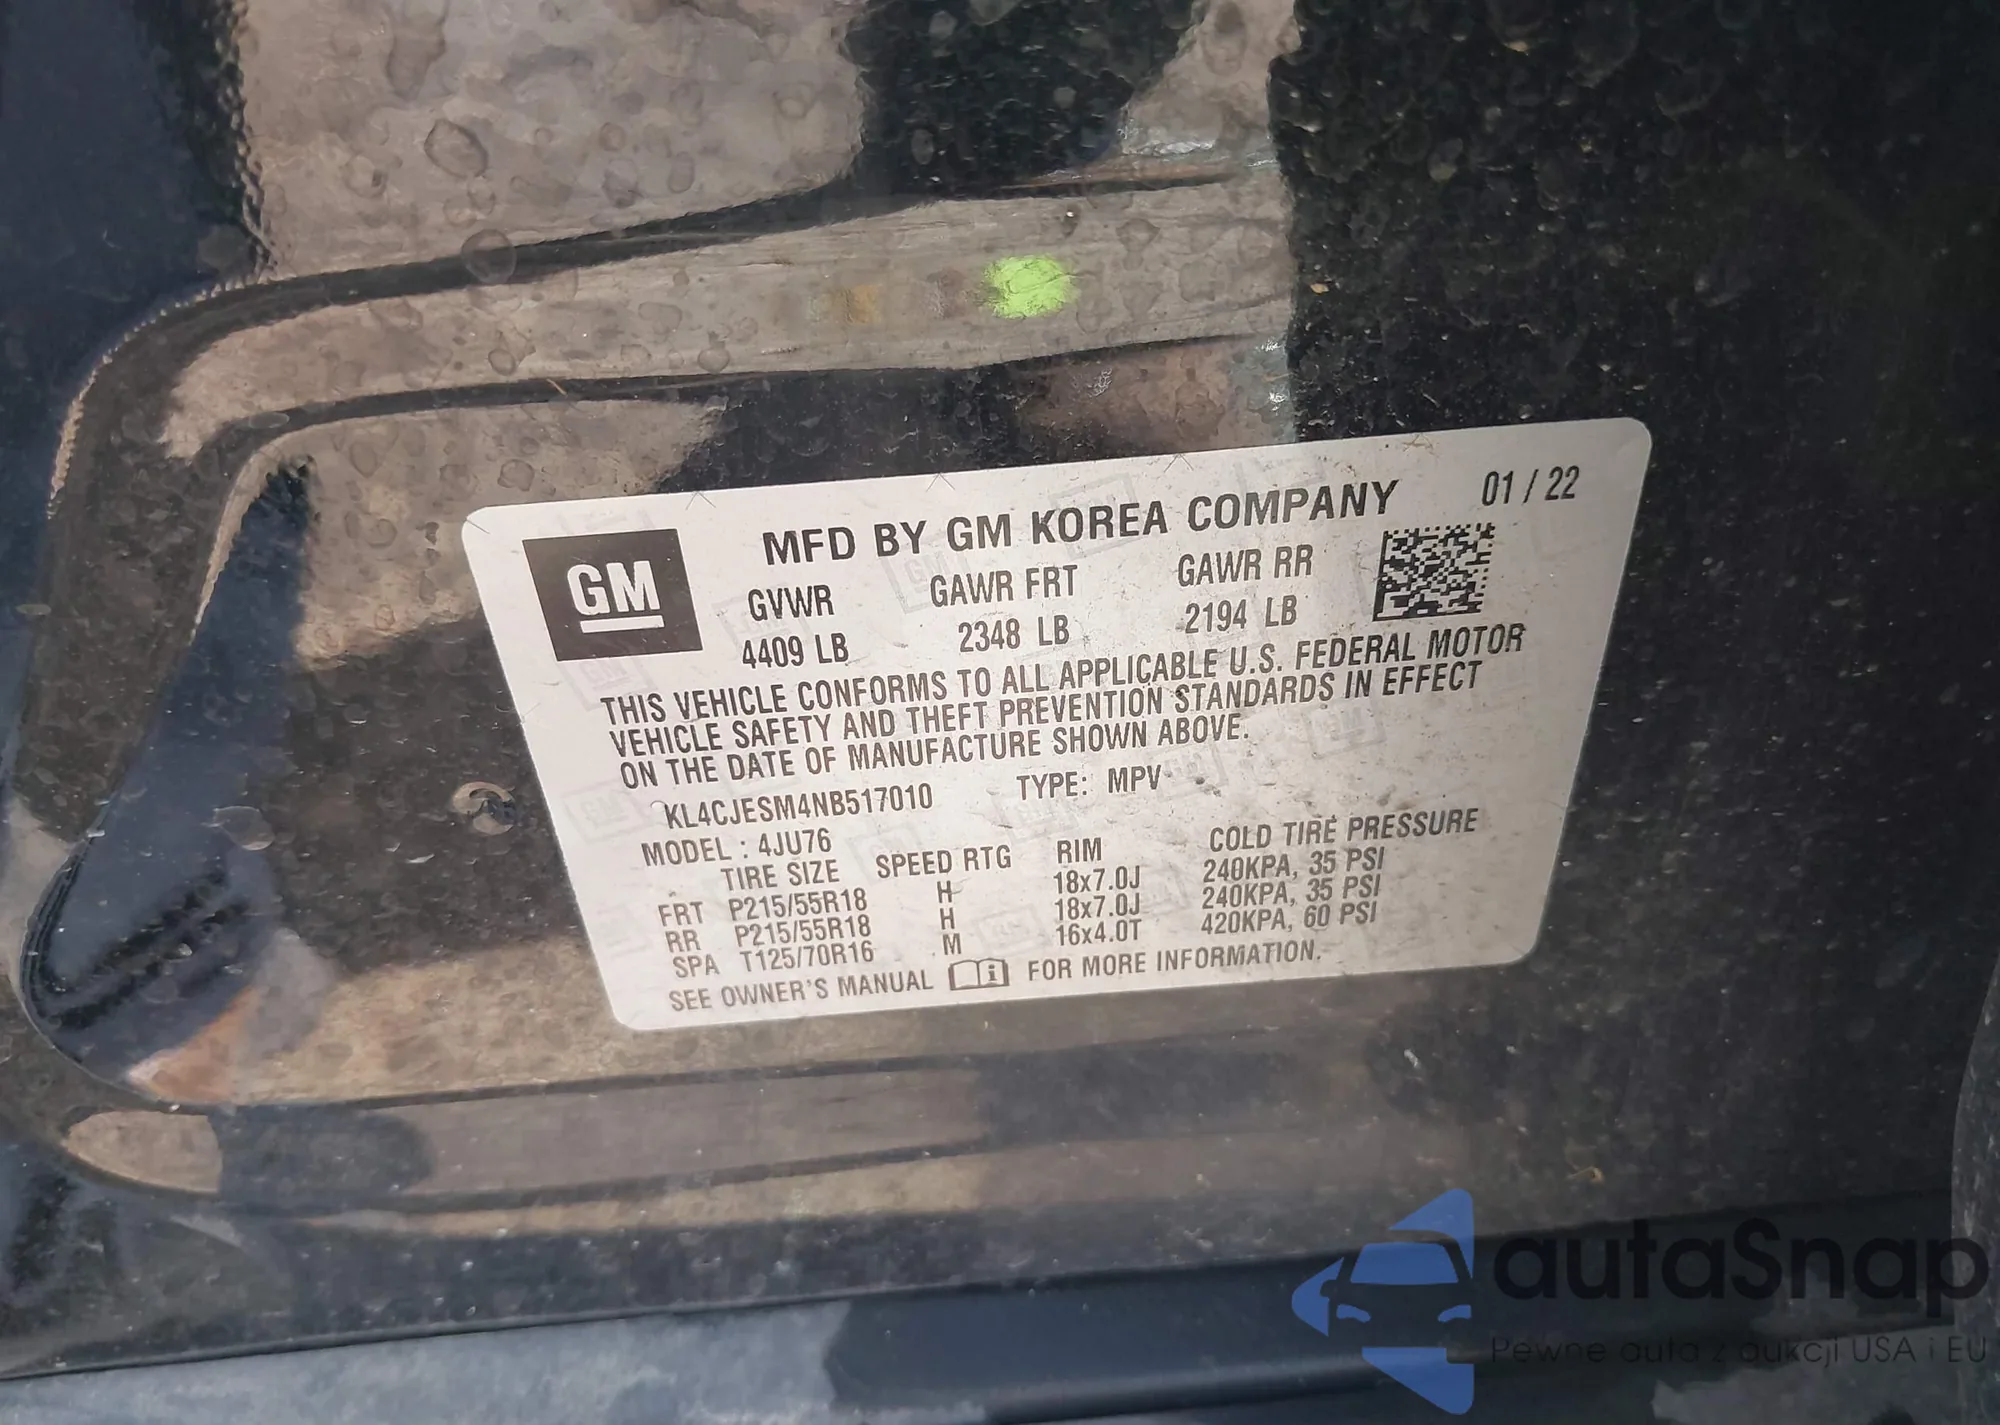 GM
MFD BY GM KOREA COMPANY 01 / 22
GVWR GAWR FRT GAWR RR
4409 LB 2348 LB 2194 LB
THIS VEHICLE CONFORMS TO ALL APPLICABLE U.S. FEDERAL MOTOR
VEHICLE SAFETY AND THEFT PREVENTION STANDARDS IN EFFECT
ON THE DATE OF MANUFACTURE SHOWN ABOVE.
KL4CJESM4NB517010 TYPE: MPV
MODEL : 4JU76
TIRE SIZE SPEED RTG RIM COLD TIRE PRESSURE
FRT P215/55R18 H 18x7.0J 240KPA, 35 PSI
RR P215/55R18 H 18x7.0J 240KPA, 35 PSI
SPA T125/70R16 M 16x4.0T 420KPA, 60 PSI
SEE OWNER'S MANUAL FOR MORE INFORMATION.
autaSnap
Pewne auta z aukcji USA i EU